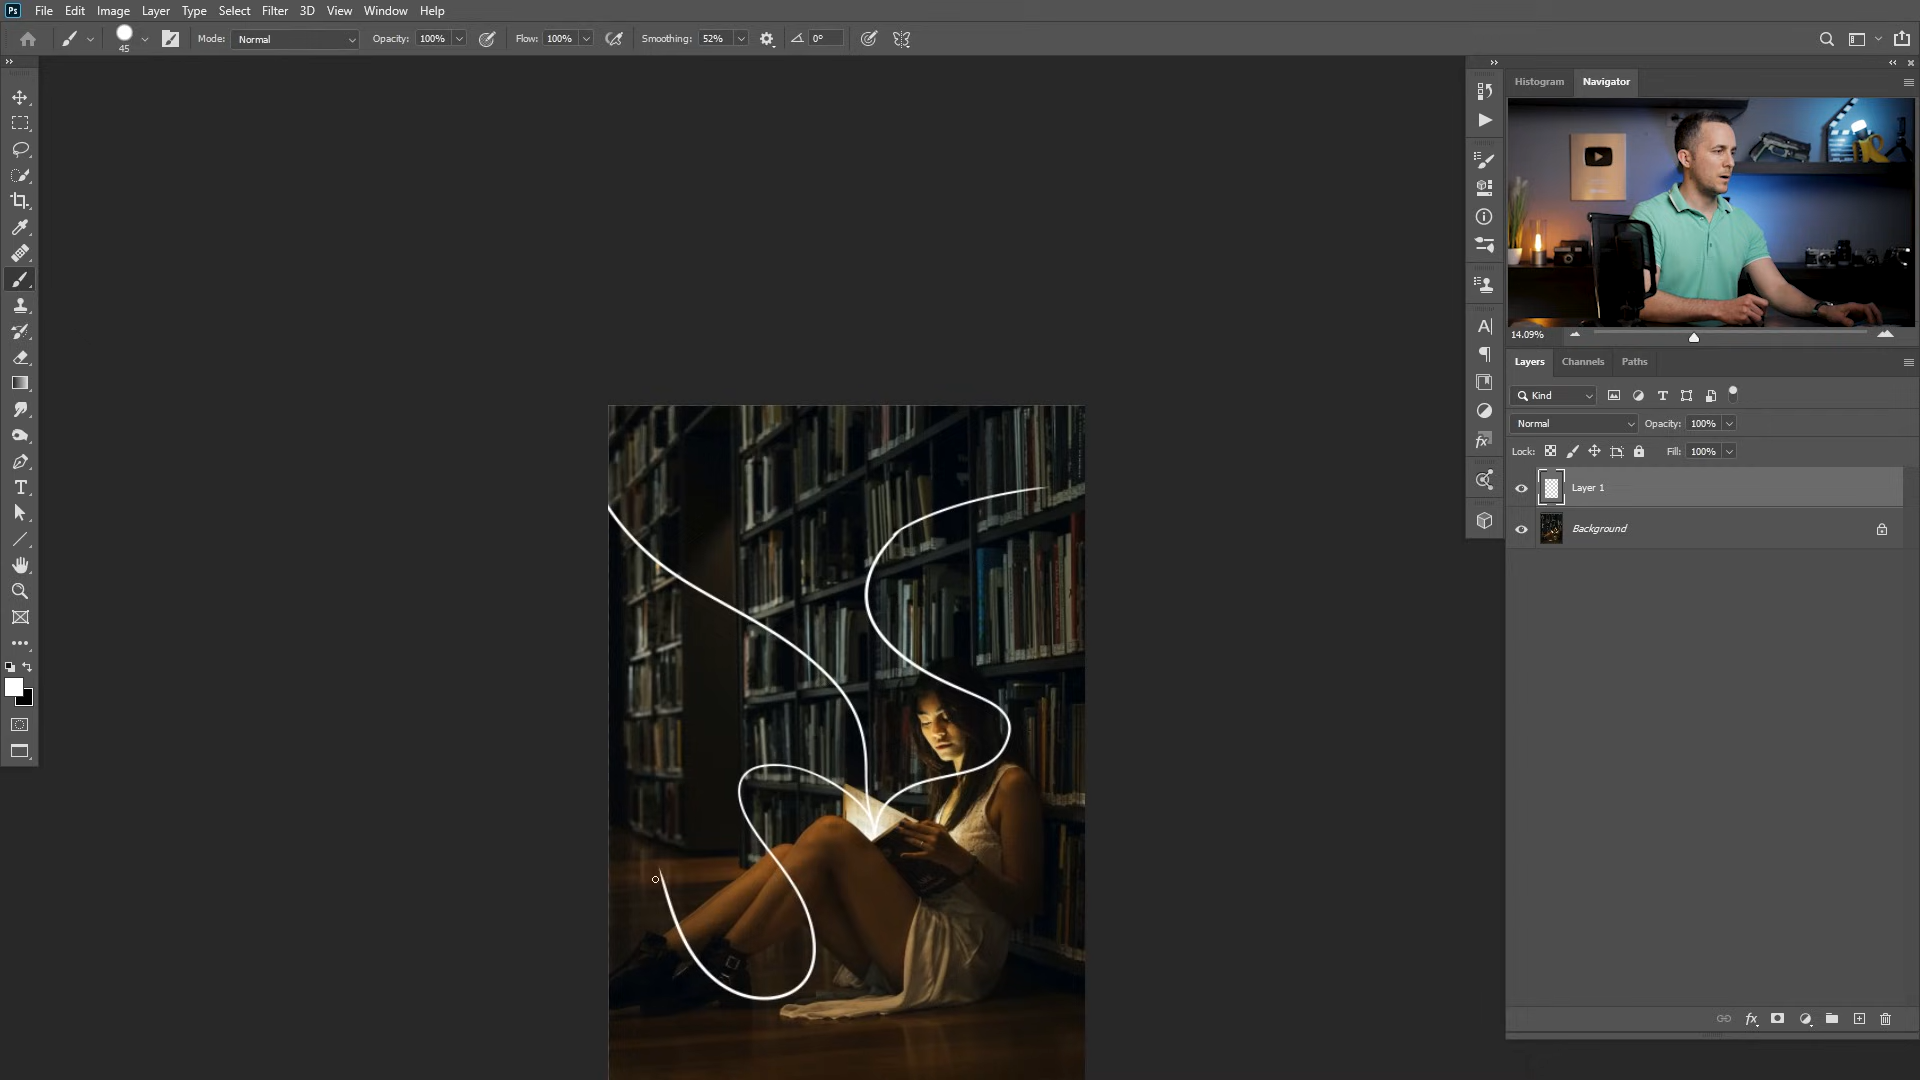 Ps File Edit Image Layer Type Select Filter 3D View Window Help
45 Mode: Normal Opacity: 100% Flow: 100% Smoothing: 52% 0°
Histogram Navigator
14.09%
Layers Channels Paths
Kind
Normal Opacity: 100%
Lock: Fill: 100%
Layer 1
Background